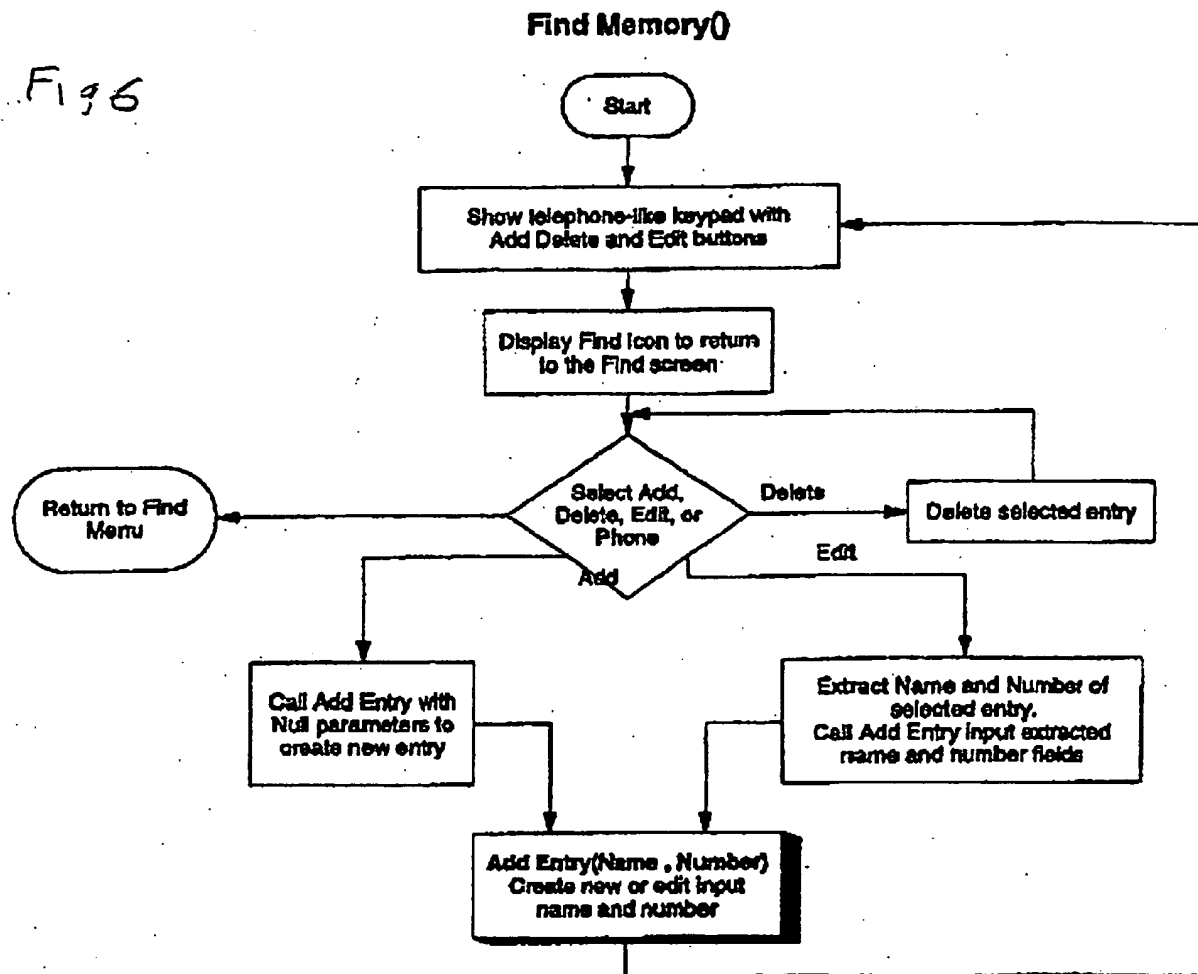 Find Memory()
Fig 6
Start
Show telephone-like keypad with
Add Delete and Edit buttons
Display Find icon to return
to the Find screen
Select Add,
Delete, Edit, or
Phone
Return to Find
Menu
Delete
Delete selected entry
Edit
Add
Call Add Entry with
Null parameters to
create new entry
Extract Name and Number of
selected entry.
Call Add Entry input extracted
name and number fields
Add Entry(Name , Number)
Create new or edit input
name and number